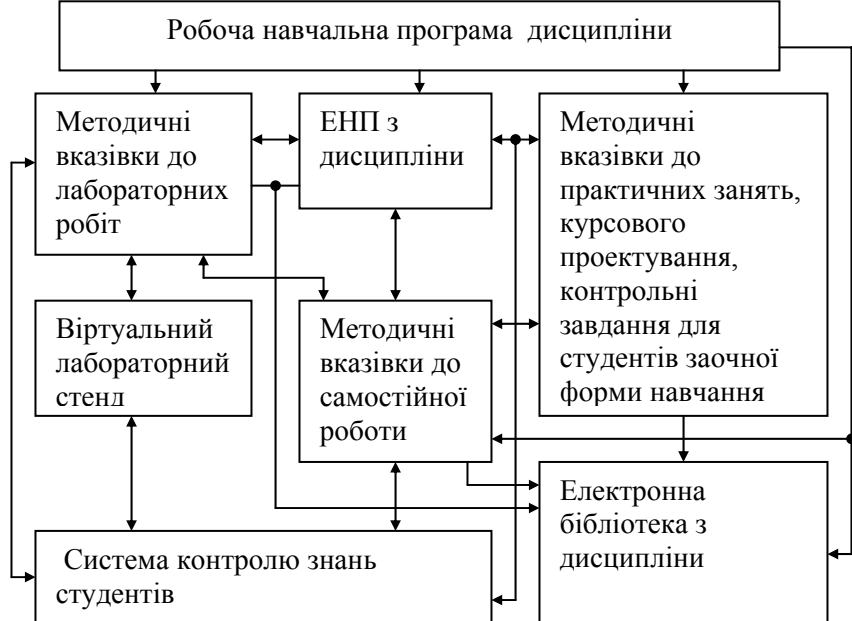 Робоча навчальна програма дисципліни
Методичні
вказівки до
лабораторних
робіт
ЕНП з
дисципліни
Методичні
вказівки до
практичних занять,
курсового
проектування,
контрольні
завдання для
студентів заочної
форми навчання
Віртуальний
лабораторний
стенд
Методичні
вказівки до
самостійної
роботи
Електронна
бібліотека з
дисципліни
Система контролю знань
студентів